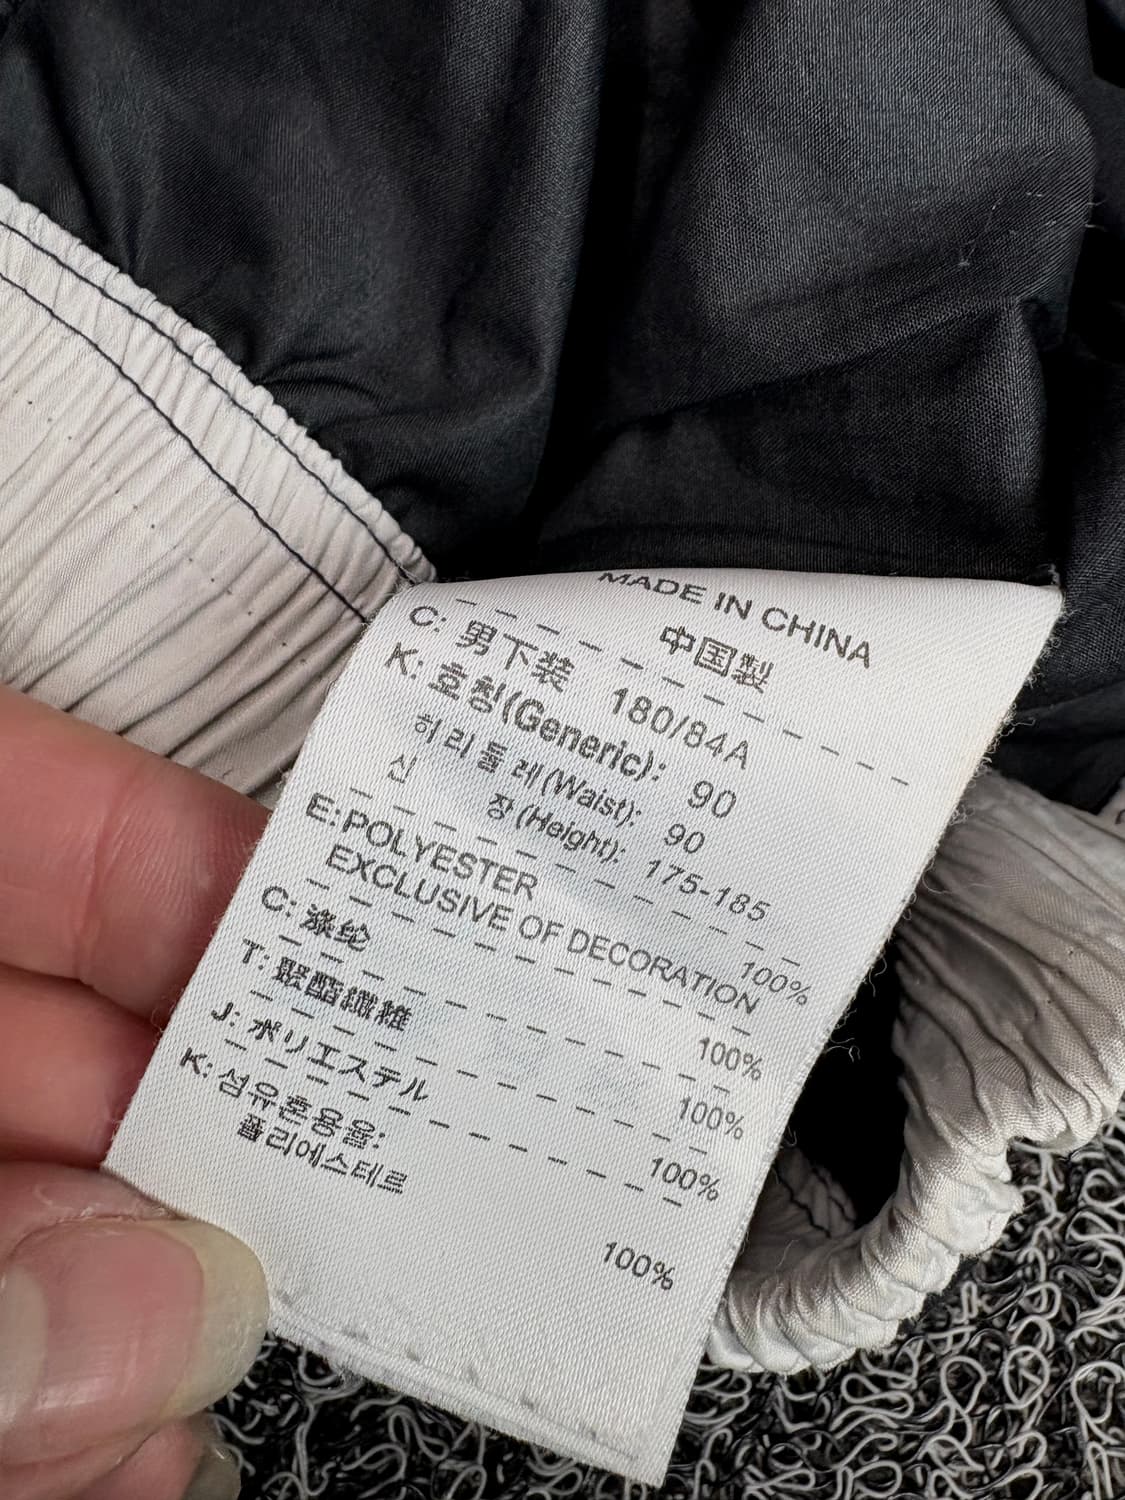 MADE IN CHINA
中国製
C: 男下装 180/84A
K: 호칭(Generic): 90
허리둘레(Waist): 90
신 장(Height): 175-185
E:POLYESTER 100%
EXCLUSIVE OF DECORATION
C: 涤纶 100%
T: 聚酯纖維 100%
J: ポリエステル 100%
K: 섬유혼용율:
폴리에스테르 100%